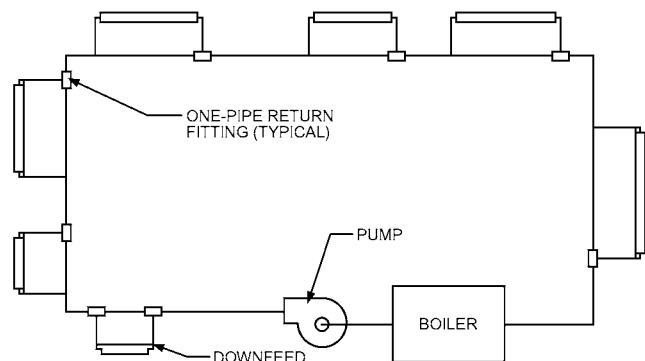 ONE-PIPE RETURN
FITTING (TYPICAL)
PUMP
BOILER
DOWNFEED